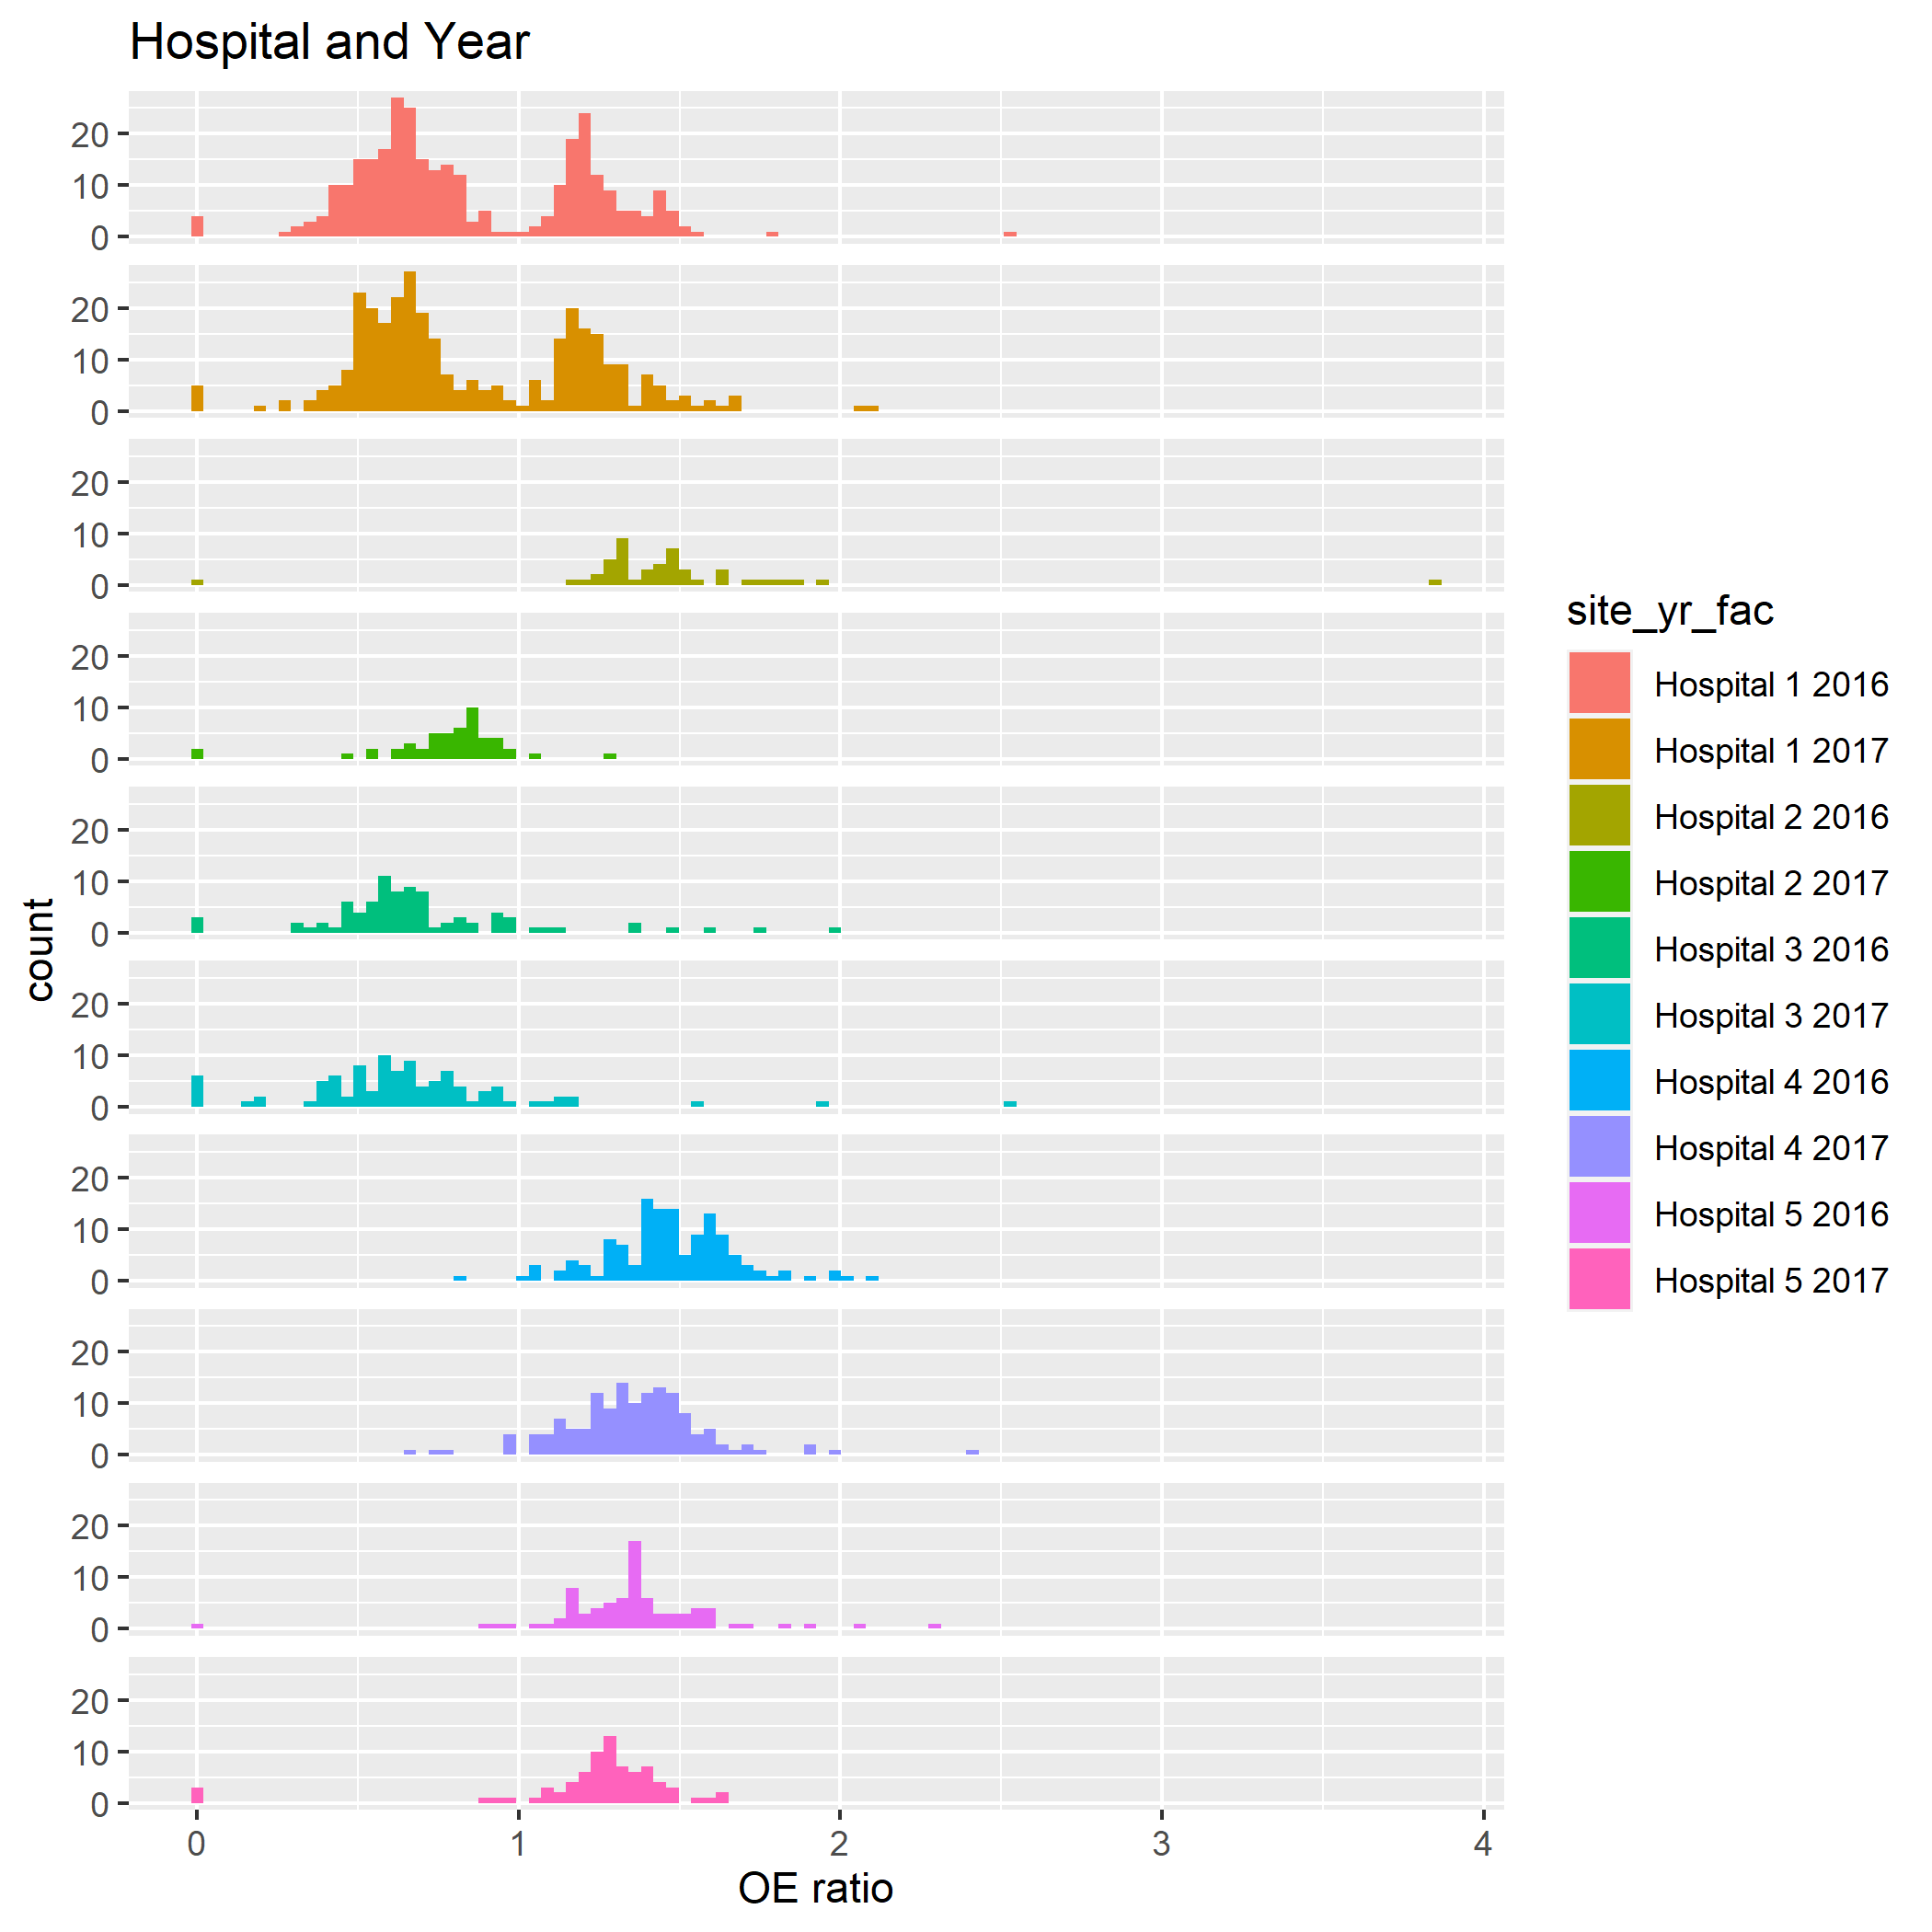 Hospital and Year
20
10
0
20
10
0
20
10
0
20
10
0
20
10
0
20
10
0
20
10
0
20
10
0
20
10
0
20
10
0
count
0 1 2 3 4
OE ratio
site_yr_fac
Hospital 1 2016
Hospital 1 2017
Hospital 2 2016
Hospital 2 2017
Hospital 3 2016
Hospital 3 2017
Hospital 4 2016
Hospital 4 2017
Hospital 5 2016
Hospital 5 2017